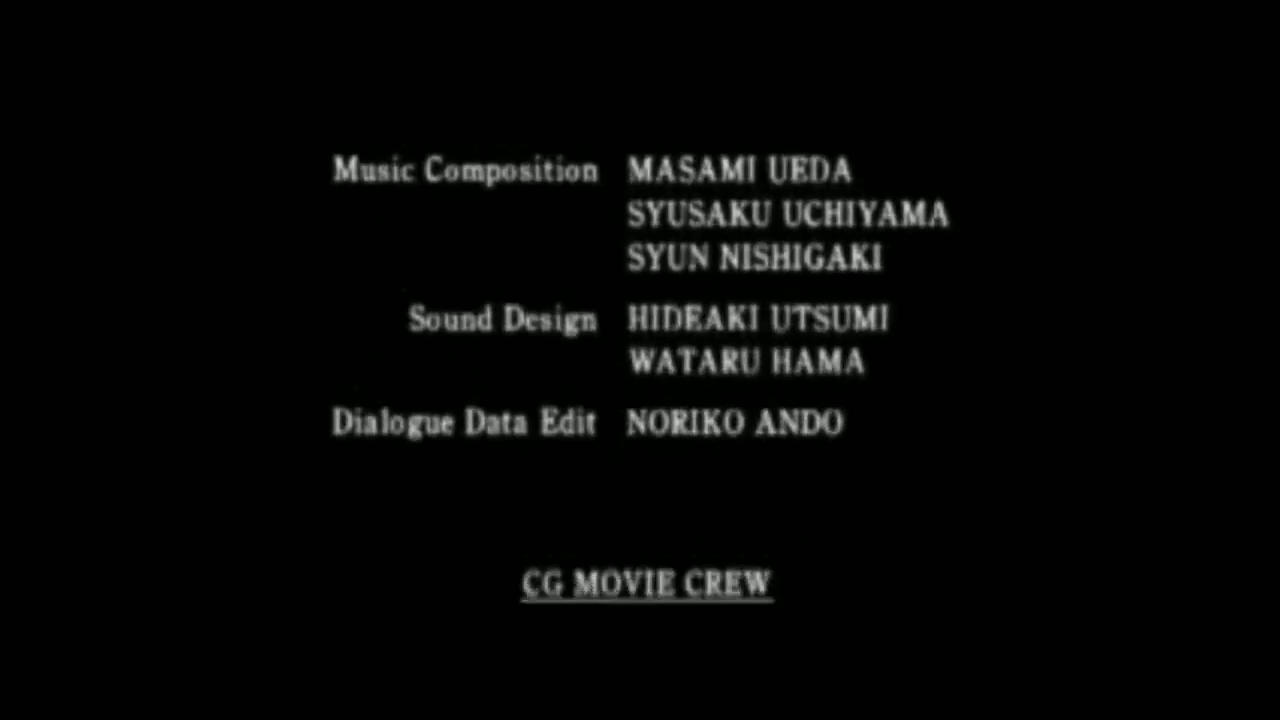 Music Composition MASAMI UEDA
SYUSAKU UCHIYAMA
SYUN NISHIGAKI
Sound Design HIDEAKI UTSUMI
WATARU HAMA
Dialogue Data Edit NORIKO ANDO
CG MOVIE CREW